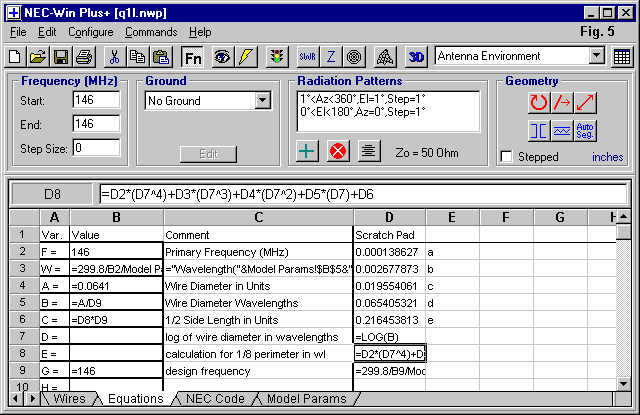 NEC-Win Plus+ [q1l.nwp]
File Edit Configure Commands Help Fig. 5
Fn SWR Z 3D Antenna Environment
Frequency (MHz) Ground Radiation Patterns Geometry
Start: 146 No Ground 1°<Az<360°,El=1°,Step=1°
End: 146 0°<El<180°,Az=0°,Step=1°
Step Size: 0 Edit Zo = 50 Ohm Auto Seg.
Stepped inches
D8 =D2*(D7^4)+D3*(D7^3)+D4*(D7^2)+D5*(D7)+D6
A B C D E F G H
1 Var. Value Comment Scratch Pad
2 F = 146 Primary Frequency (MHz) 0.000138627 a
3 W = =299.8/B2/Model Pa ="Wavelength("&Model Params!$B$5&" 0.002677873 b
4 A = =0.0641 Wire Diameter in Units 0.019554061 c
5 B = =A/D9 Wire Diameter Wavelengths 0.065405321 d
6 C = =D8*D9 1/2 Side Length in Units 0.216453813 e
7 D = log of wire diameter in wavelengths =LOG(B)
8 E = calculation for 1/8 perimeter in wl =D2*(D7^4)+D
9 G = =146 design frequency =299.8/B9/Mod
10 H =
Wires Equations NEC Code Model Params